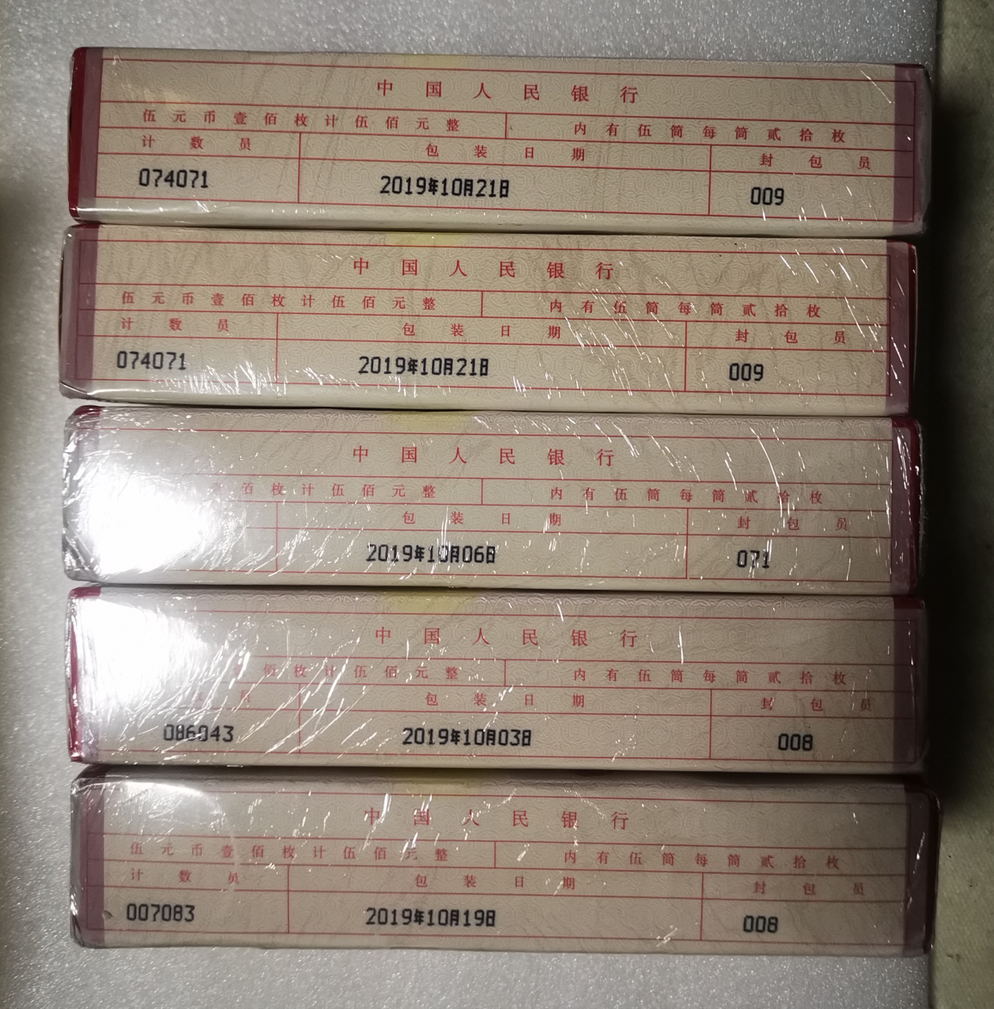 中国人民银行
伍元币壹佰枚计伍佰元整 内有伍筒每筒贰拾枚
计数员 包装日期 封包员
074071 2019年10月21日 009
中国人民银行
伍元币壹佰枚计伍佰元整 内有伍筒每筒贰拾枚
计数员 包装日期 封包员
074071 2019年10月21日 009
中国人民银行
佰枚计伍佰元整 内有伍筒每筒贰拾枚
包装日期 封包员
2019年10月06日 071
中国人民银行
佰枚计伍佰元整 内有伍筒每筒贰拾枚
员 包装日期 封包员
086043 2019年10月03日 008
中国人民银行
伍元币壹佰枚计伍佰元整 内有伍筒每筒贰拾枚
计数员 包装日期 封包员
007083 2019年10月19日 008